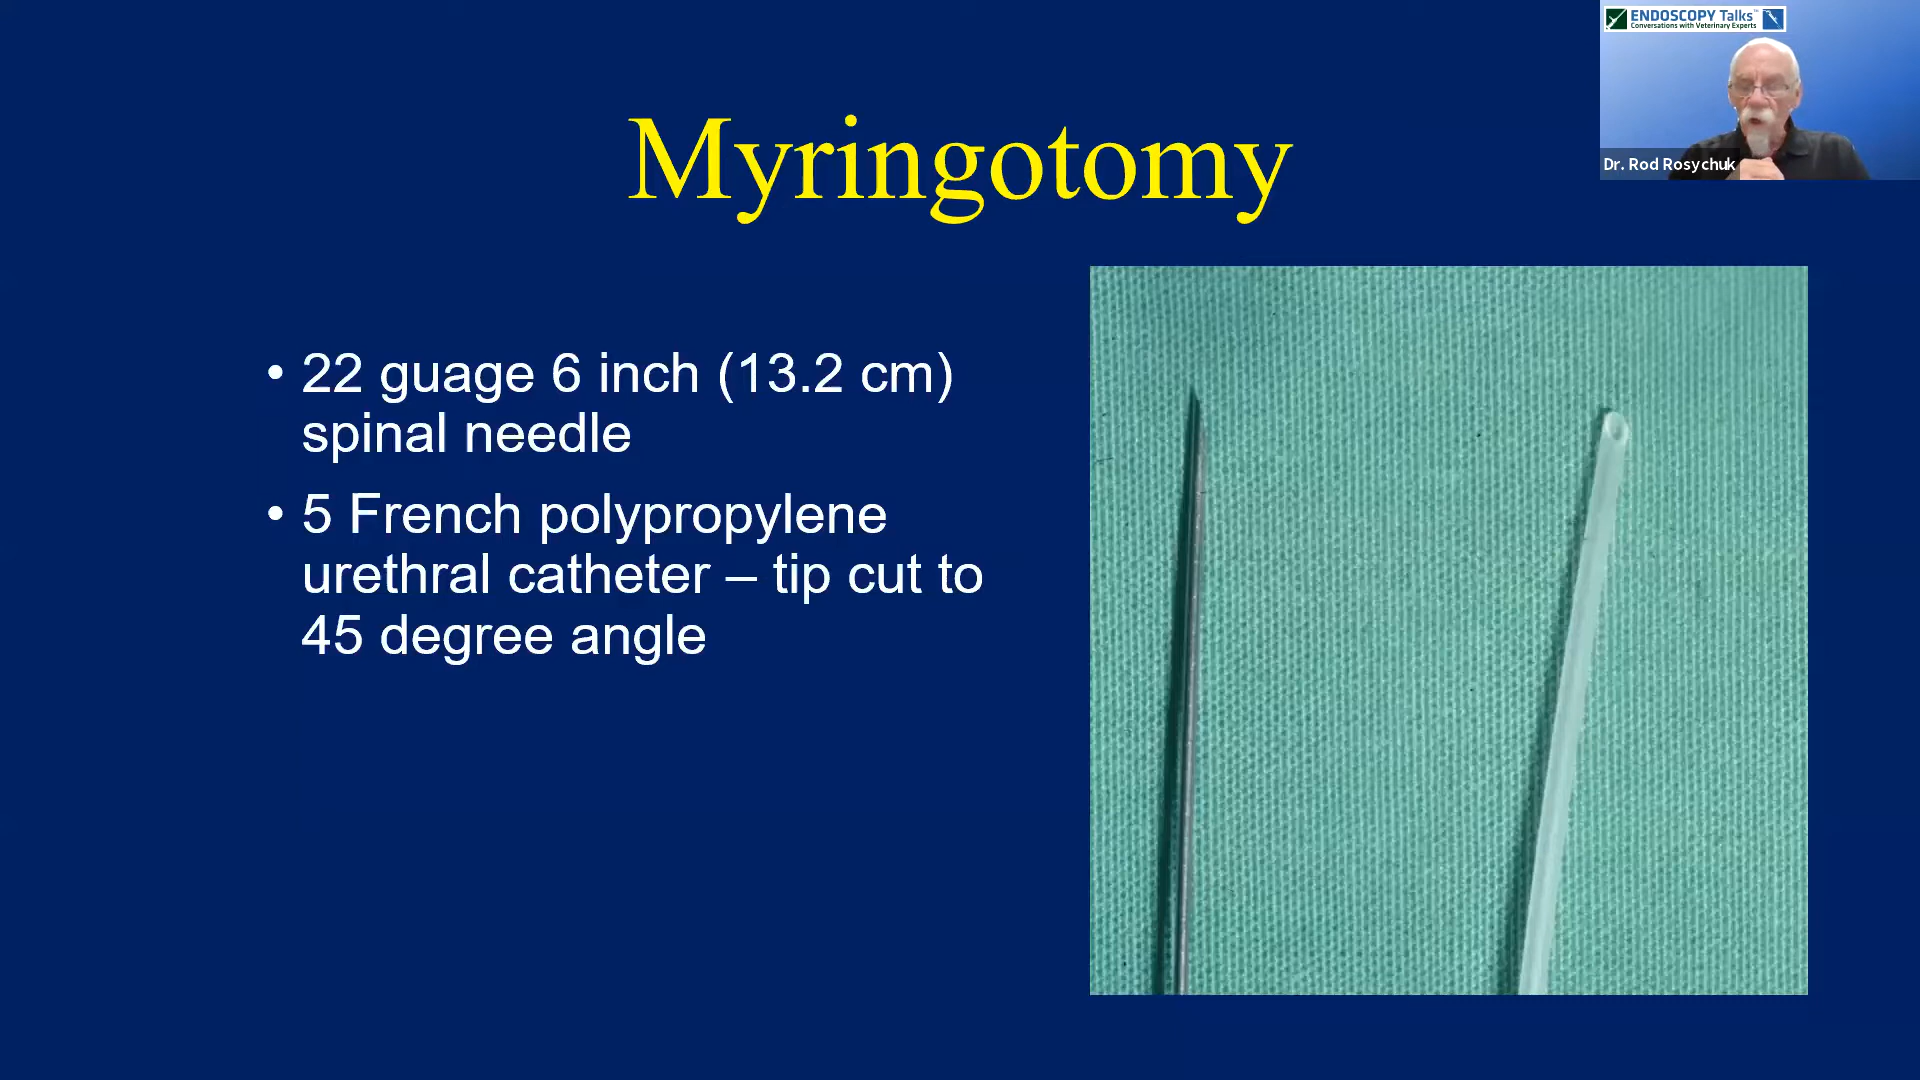 ENDOSCOPY Talks™
Conversations with Veterinary Experts
Dr. Rod Rosychuk
Myringotomy
• 22 guage 6 inch (13.2 cm)
spinal needle
• 5 French polypropylene
urethral catheter – tip cut to
45 degree angle